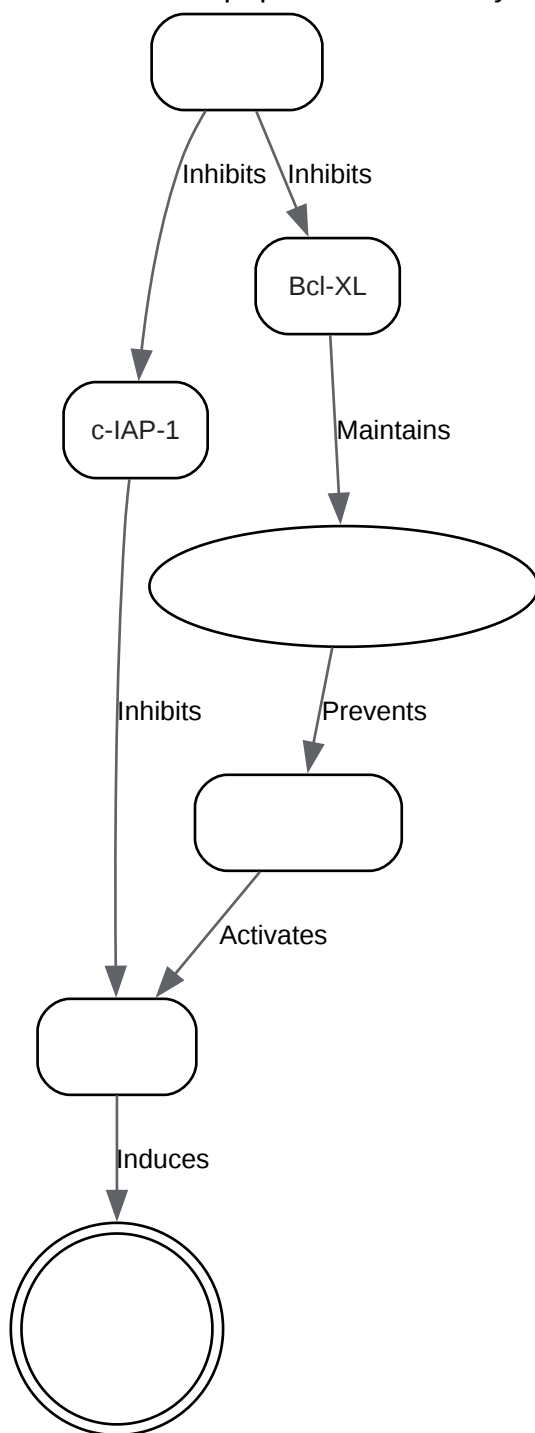 Inhibits Inhibits
Bcl-XL
c-IAP-1
Maintains
Inhibits
Prevents
Activates
Induces